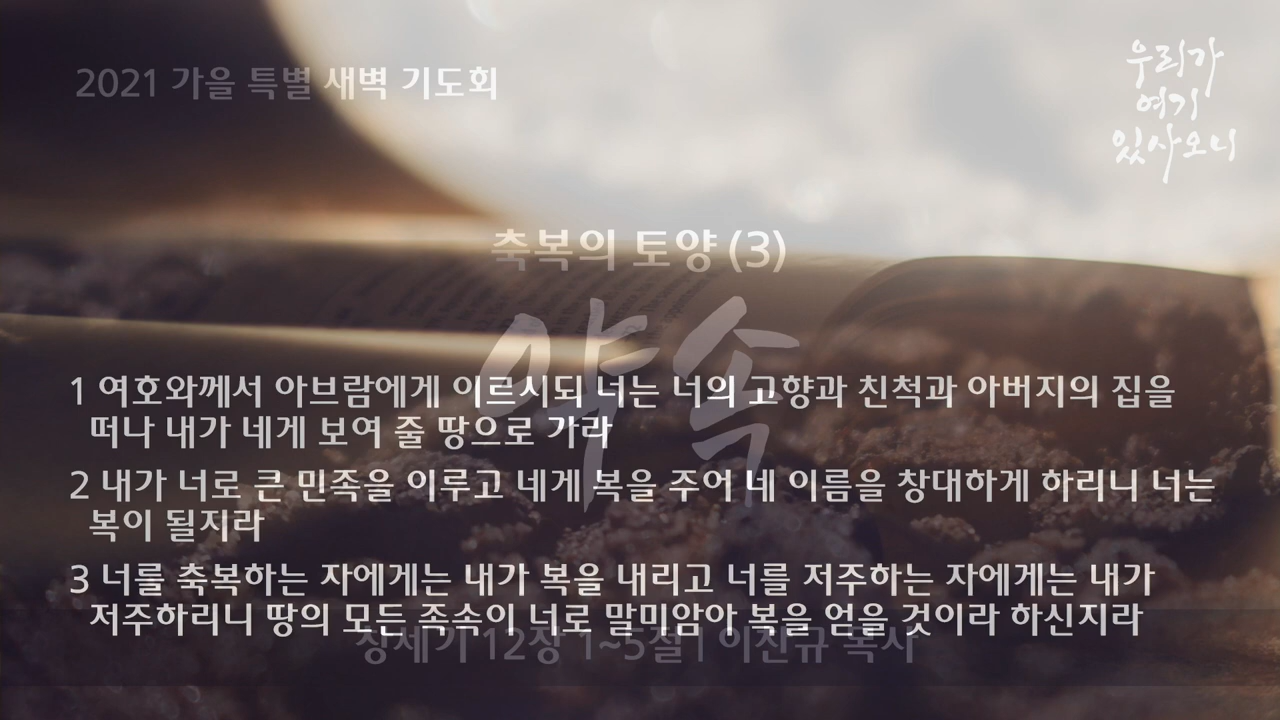 2021 가을 특별 새벽 기도회
우리가
여기
있사오니
축복의 토양 (3)
약속
1 여호와께서 아브람에게 이르시되 너는 너의 고향과 친척과 아버지의 집을
떠나 내가 네게 보여 줄 땅으로 가라
2 내가 너로 큰 민족을 이루고 네게 복을 주어 네 이름을 창대하게 하리니 너는
복이 될지라
3 너를 축복하는 자에게는 내가 복을 내리고 너를 저주하는 자에게는 내가
저주하리니 땅의 모든 족속이 너로 말미암아 복을 얻을 것이라 하신지라
창세기 12장 1~5절 | 이진규 목사